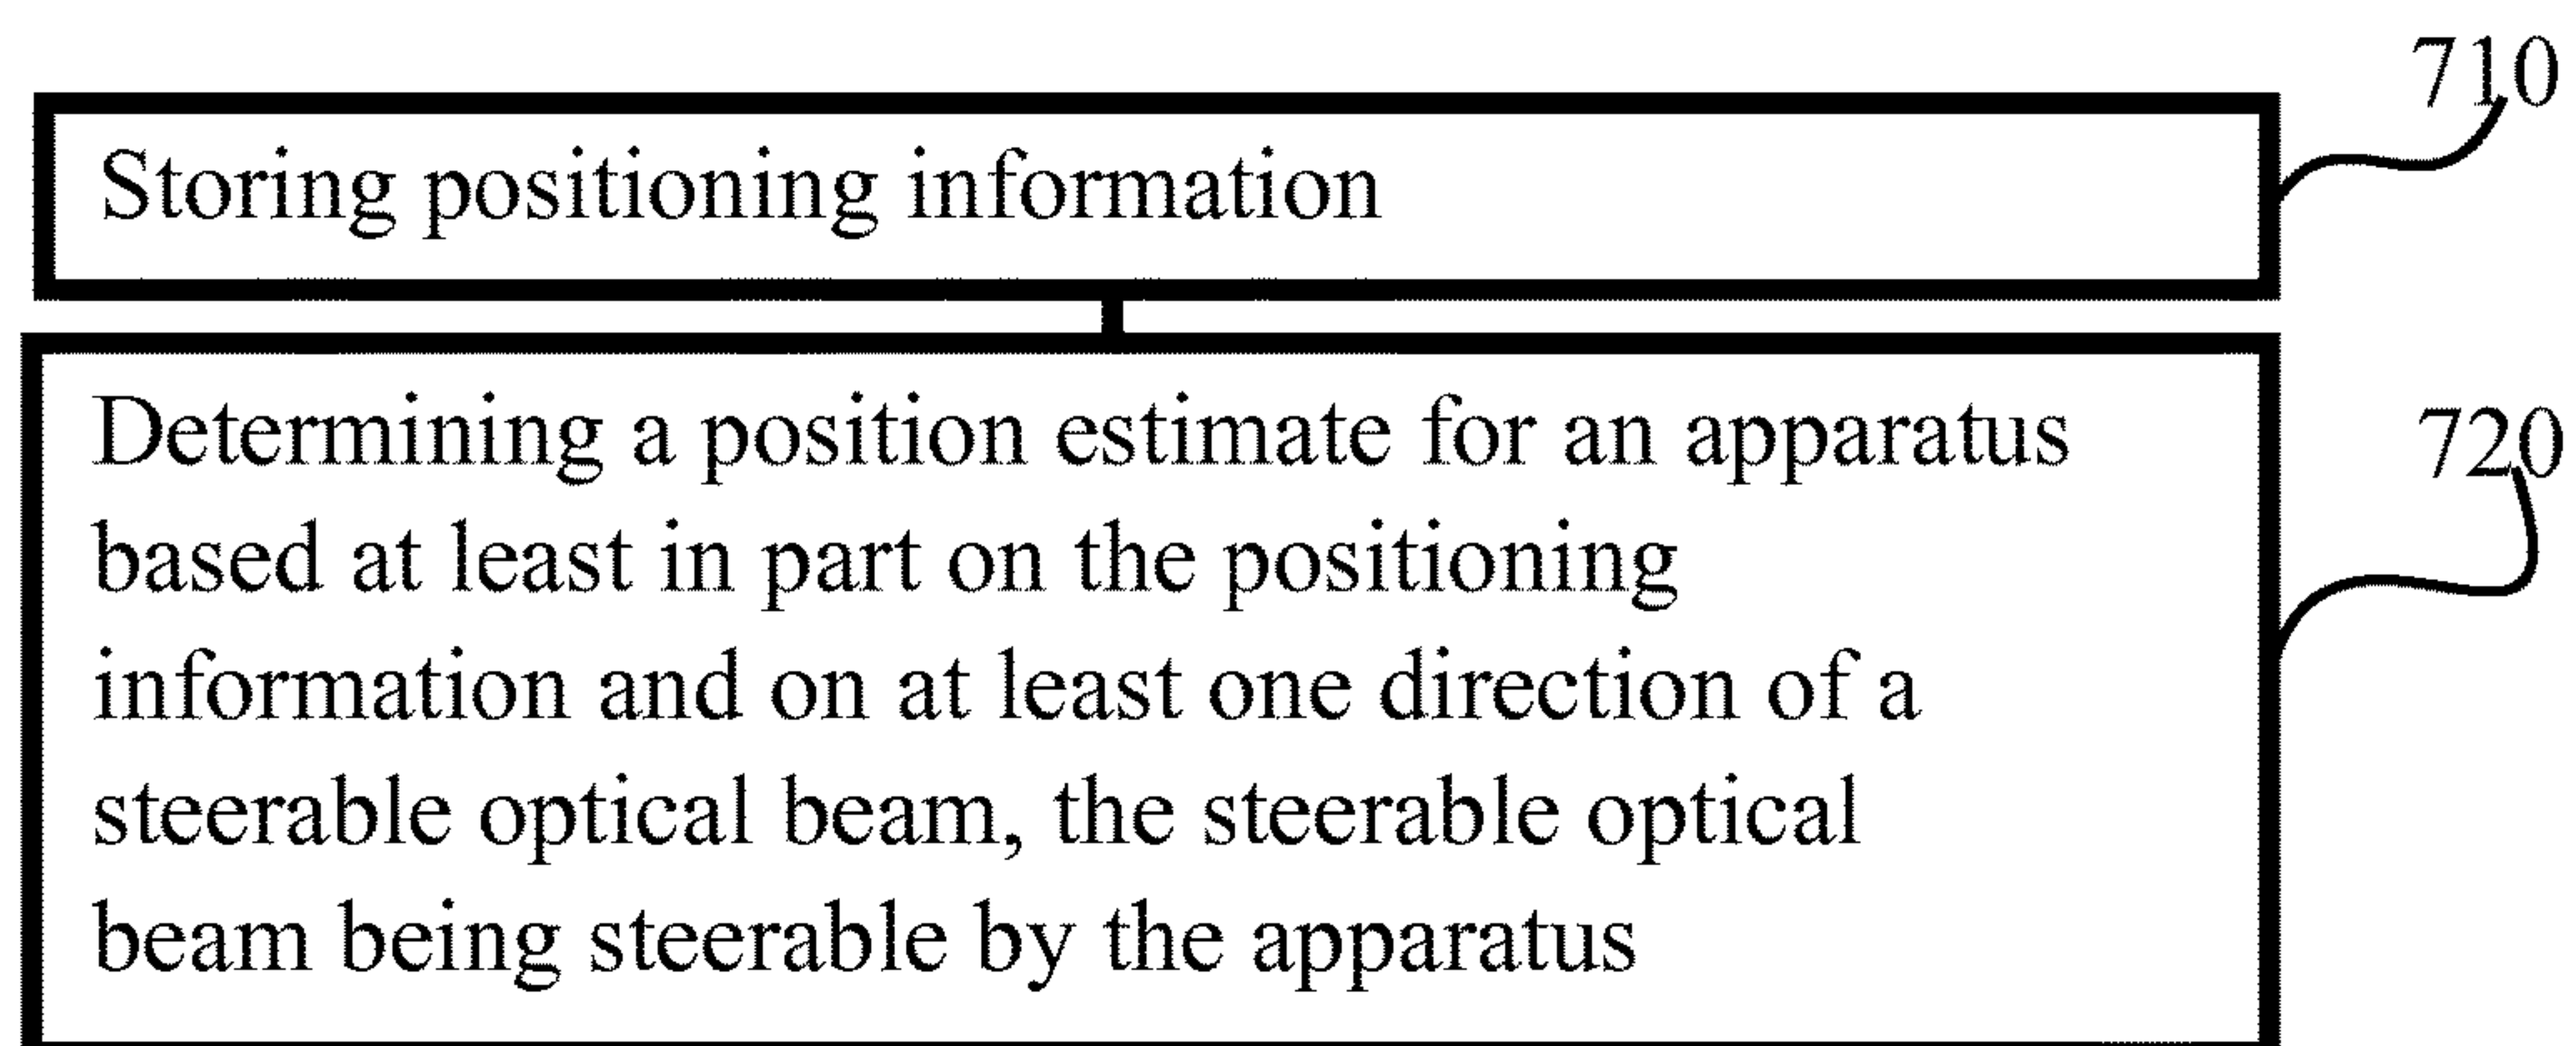 710
Storing positioning information
Determining a position estimate for an apparatus
720
based at least in part on the positioning
information and on at least one direction of a
steerable optical beam, the steerable optical
beam being steerable by the apparatus